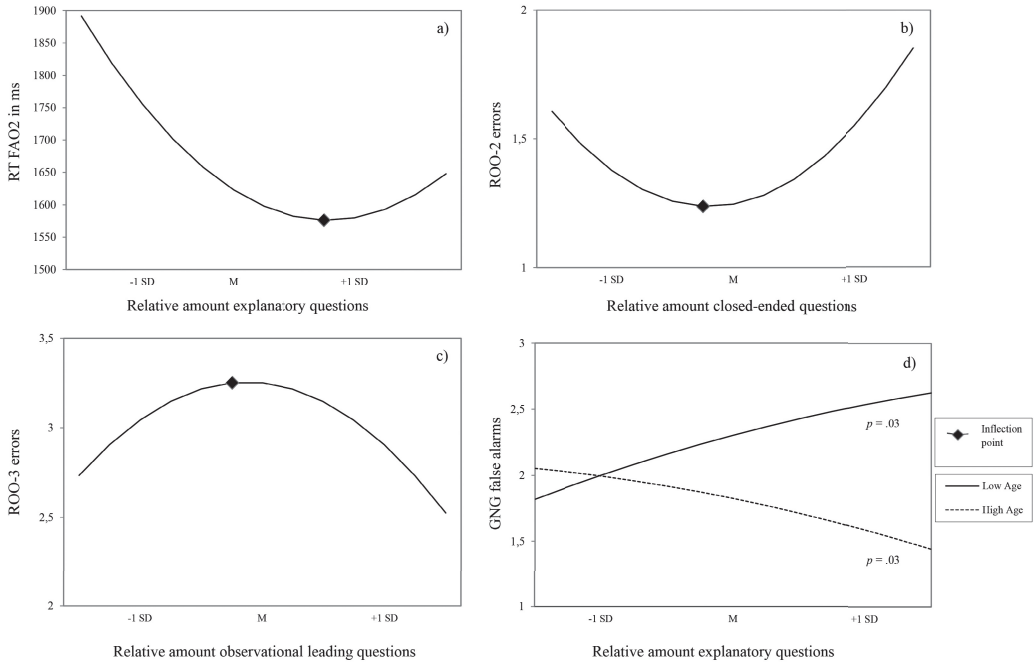 1900
1850
1800
1750
1700
1650
1600
1550
1500
RT FAO2 in ms
a)
-1 SD M +1 SD
Relative amount explanatory questions
2
1,5
1
ROO-2 errors
b)
-1 SD M +1 SD
Relative amount closed-ended questions
3,5
3
2,5
2
ROO-3 errors
c)
-1 SD M +1 SD
Relative amount observational leading questions
3
2,5
2
1,5
1
GNG false alarms
d)
p = .03
p = .03
-1 SD M +1 SD
Relative amount explanatory questions
Inflection
point
Low Age
High Age